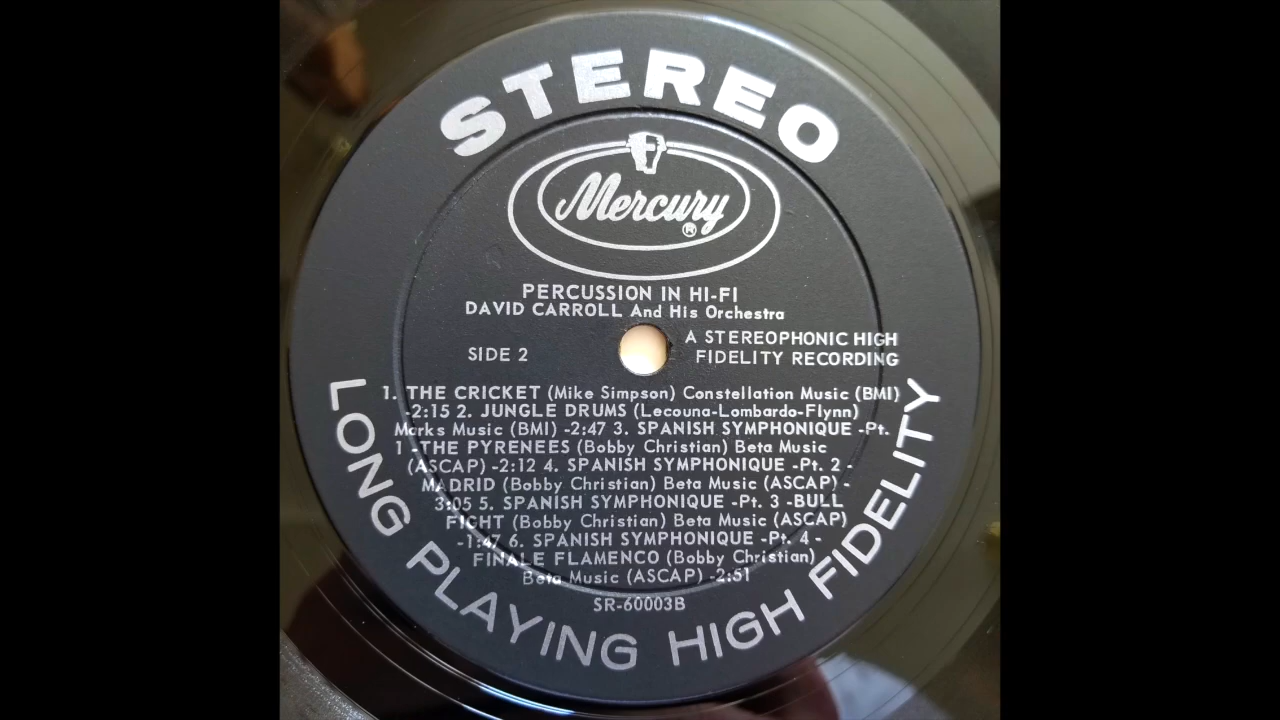 STEREO
Mercury
®
PERCUSSION IN HI-FI
DAVID CARROLL And His Orchestra
A STEREOPHONIC HIGH
SIDE 2 FIDELITY RECORDING
1. THE CRICKET (Mike Simpson) Constellation Music (BMI)
-2:15 2. JUNGLE DRUMS (Lecouna-Lombardo-Flynn)
Marks Music (BMI) -2:47 3. SPANISH SYMPHONIQUE -Pt.
1 -THE PYRENEES (Bobby Christian) Beta Music
(ASCAP) -2:12 4. SPANISH SYMPHONIQUE -Pt. 2 -
MADRID (Bobby Christian) Beta Music (ASCAP) -
3:05 5. SPANISH SYMPHONIQUE -Pt. 3 -BULL
FIGHT (Bobby Christian) Beta Music (ASCAP)
-1:47 6. SPANISH SYMPHONIQUE -Pt. 4 -
FINALE FLAMENCO (Bobby Christian)
Beta Music (ASCAP) -2:51
SR-60003B
LONG PLAYING HIGH FIDELITY